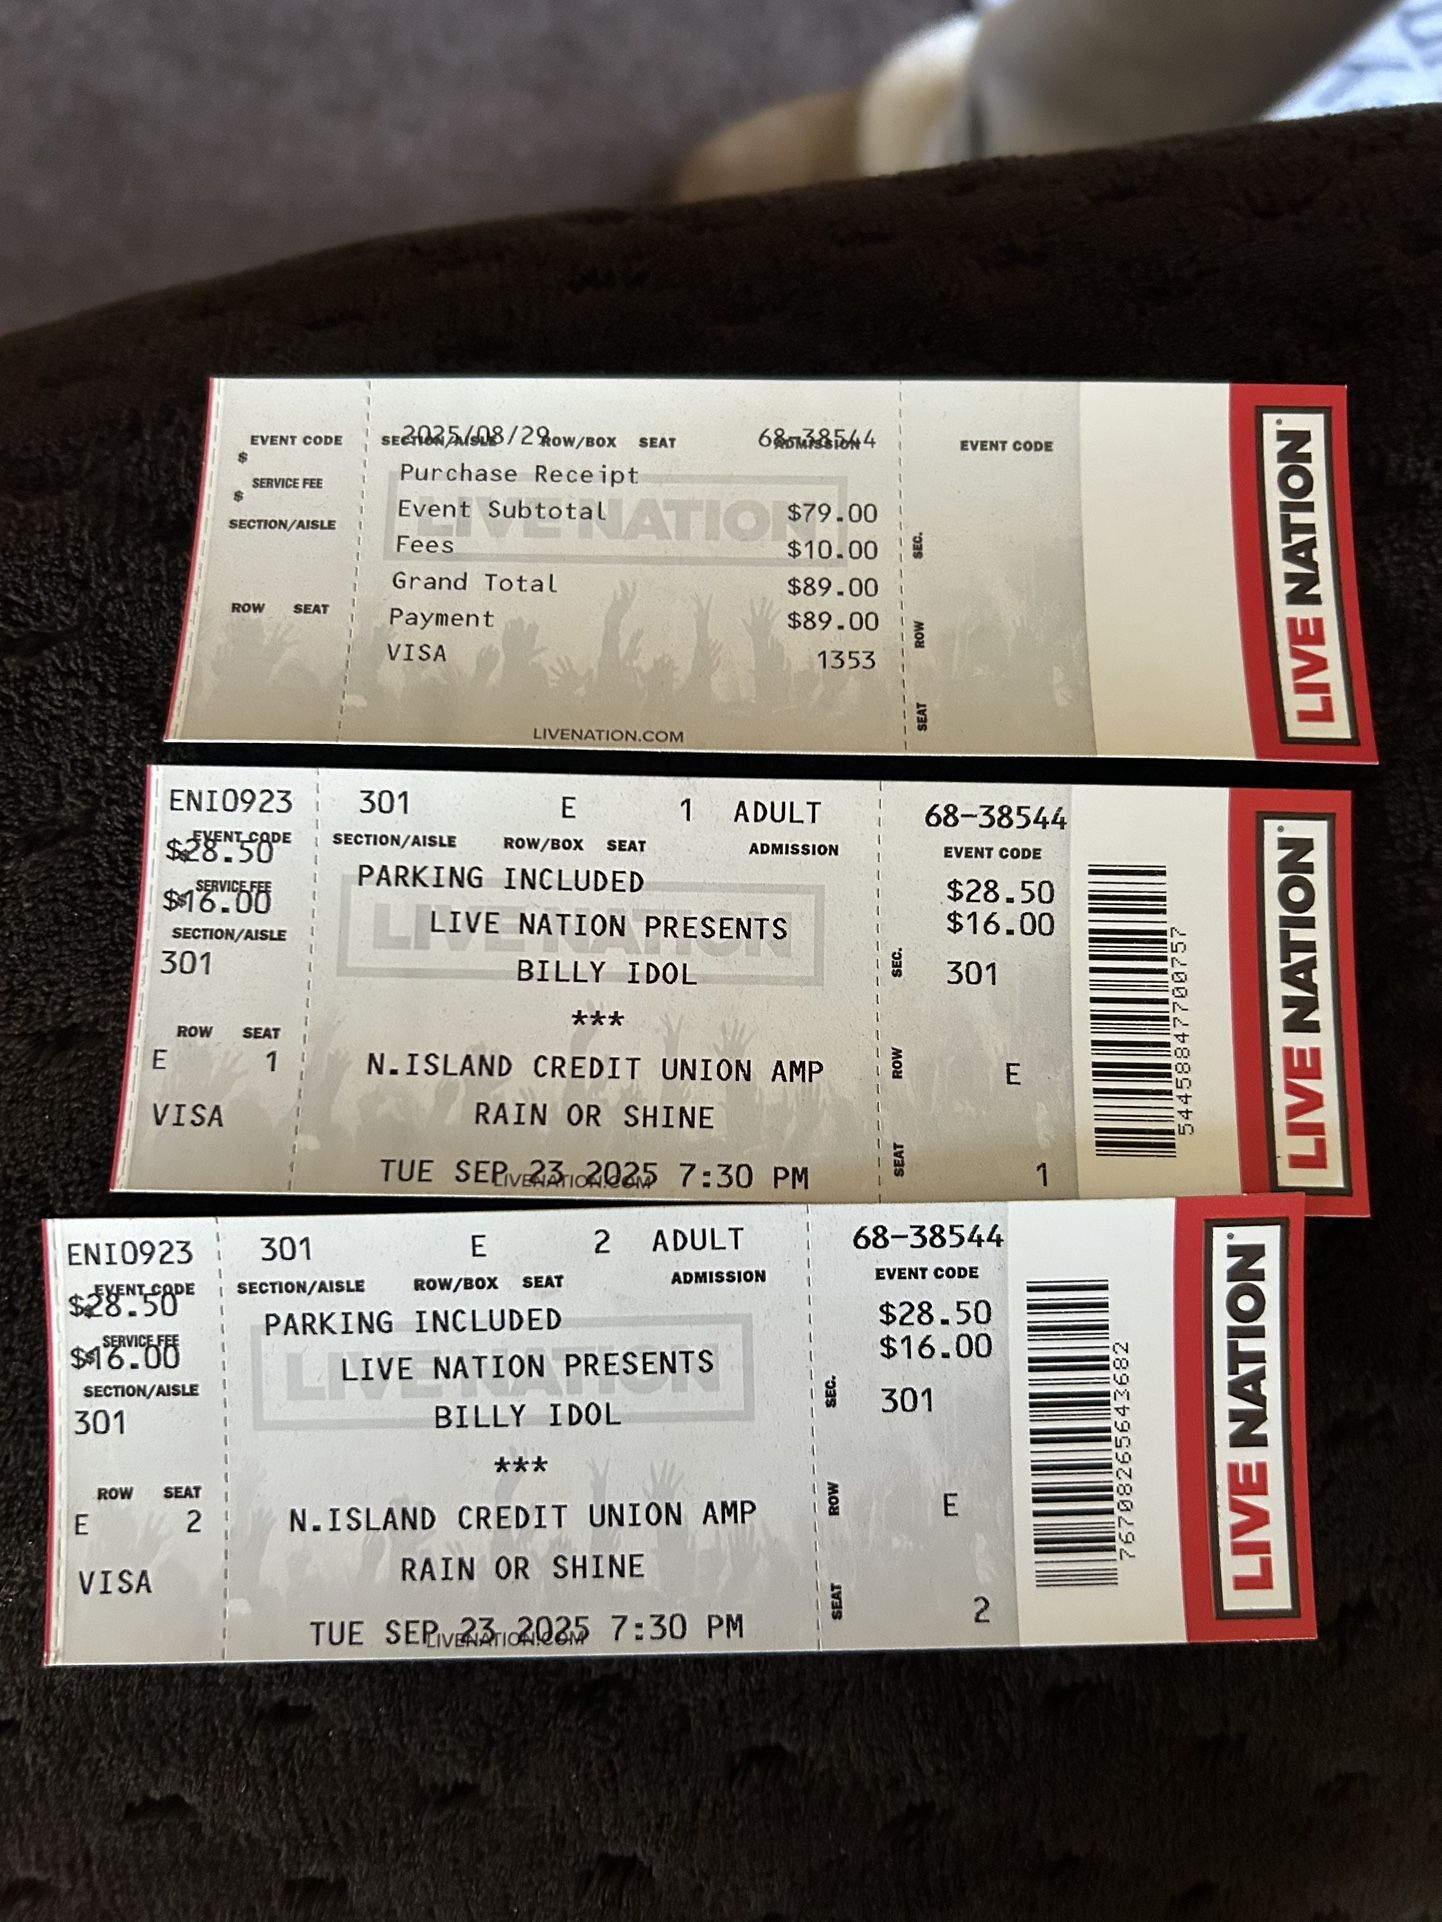 2025/08/29 68-38544
EVENT CODE SECTION/AISLE ROW/BOX SEAT ADMISSION EVENT CODE
$
Purchase Receipt
SERVICE FEE
$
LIVE NATION
Event Subtotal $79.00
SECTION/AISLE
Fees $10.00
SEC.
Grand Total $89.00
ROW SEAT
Payment $89.00
ROW
VISA 1353
SEAT
LIVENATION.COM
LIVE NATION
ENI0923 301 E 1 ADULT 68-38544
EVENT CODE SECTION/AISLE ROW/BOX SEAT ADMISSION EVENT CODE
$28.50 PARKING INCLUDED $28.50
SERVICE FEE
$16.00 LIVE NATION PRESENTS $16.00
LIVE NATION
SECTION/AISLE
301 BILLY IDOL SEC. 301
***
ROW SEAT
E 1 N.ISLAND CREDIT UNION AMP ROW E
VISA RAIN OR SHINE
TUE SEP 23 2025 7:30 PM SEAT 1
LIVENATION.COM
5445884770​0757
LIVE NATION
ENI0923 301 E 2 ADULT 68-38544
EVENT CODE SECTION/AISLE ROW/BOX SEAT ADMISSION EVENT CODE
$28.50 PARKING INCLUDED $28.50
SERVICE FEE
$16.00 LIVE NATION PRESENTS $16.00
LIVE NATION
SECTION/AISLE
301 BILLY IDOL SEC. 301
***
ROW SEAT
E 2 N.ISLAND CREDIT UNION AMP ROW E
VISA RAIN OR SHINE
TUE SEP 23 2025 7:30 PM SEAT 2
LIVENATION.COM
76708265643682
LIVE NATION